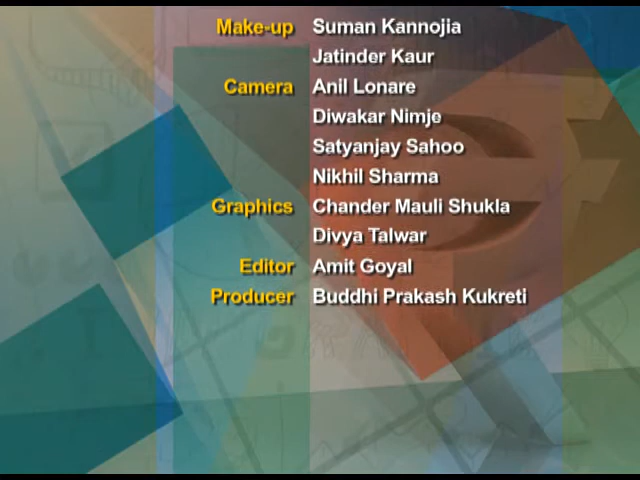 Make-up Suman Kannojia
Jatinder Kaur
Camera Anil Lonare
Diwakar Nimje
Satyanjay Sahoo
Nikhil Sharma
Graphics Chander Mauli Shukla
Divya Talwar
Editor Amit Goyal
Producer Buddhi Prakash Kukreti